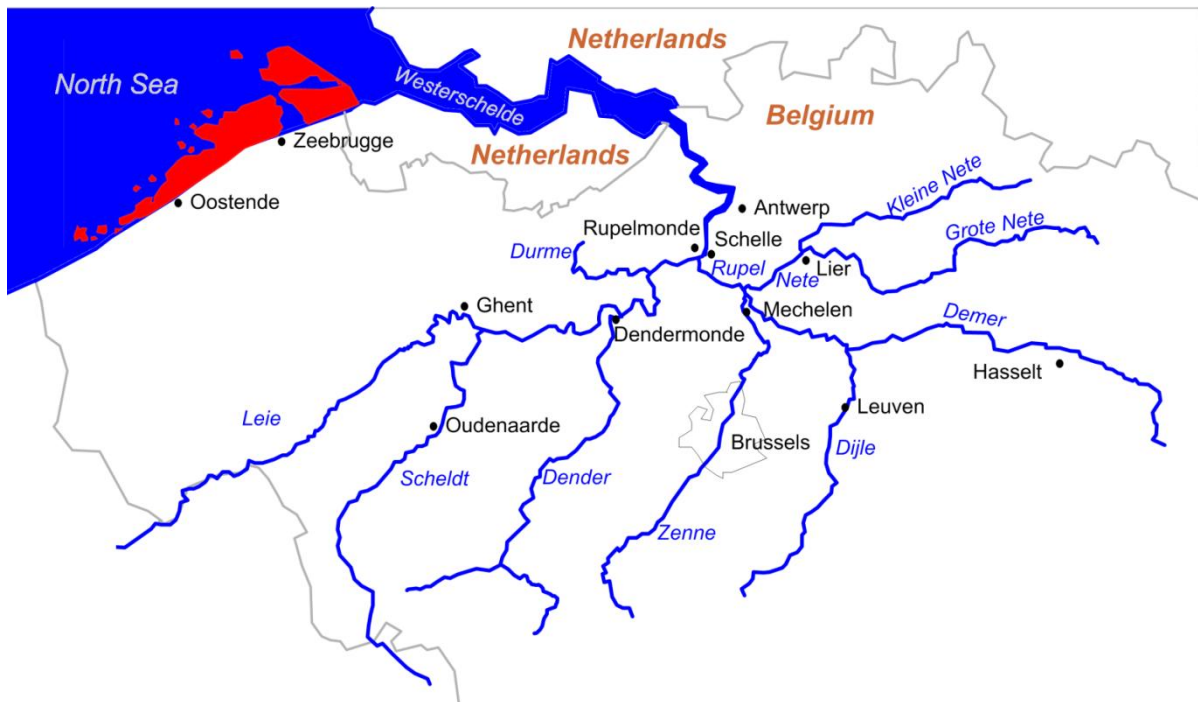 Netherlands
North Sea
Westerschelde
Belgium
Zeebrugge
Netherlands
Kleine Nete
Oostende
Antwerp
Grote Nete
Rupelmonde
Schelle
Durme
Rupel
Lier
Nete
Ghent
Mechelen
Demer
Dendermonde
Hasselt
Leie
Leuven
Oudenaarde
Brussels
Dijle
Scheldt
Dender
Zenne